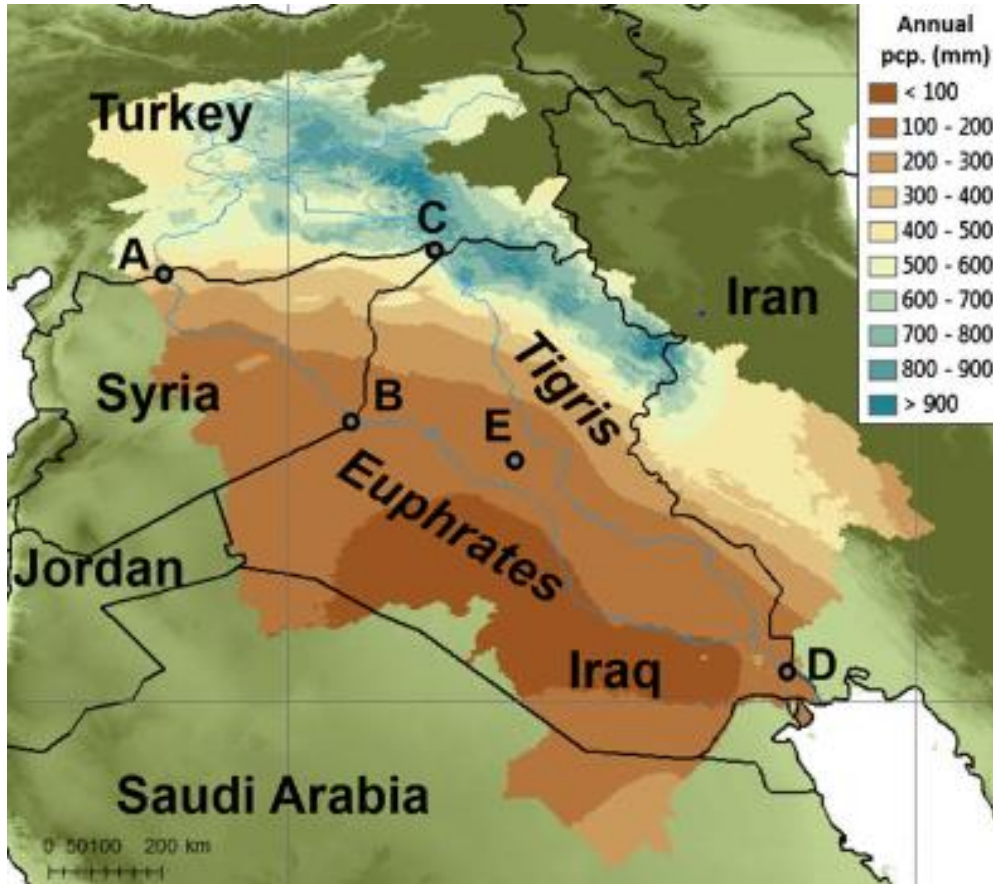 Annual
pcp. (mm)
< 100
100 - 200
200 - 300
300 - 400
400 - 500
500 - 600
600 - 700
700 - 800
800 - 900
> 900
Turkey
C
A
Iran
Tigris
Syria
B
E
Euphrates
Jordan
Iraq
D
Saudi Arabia
0 50100 200 km